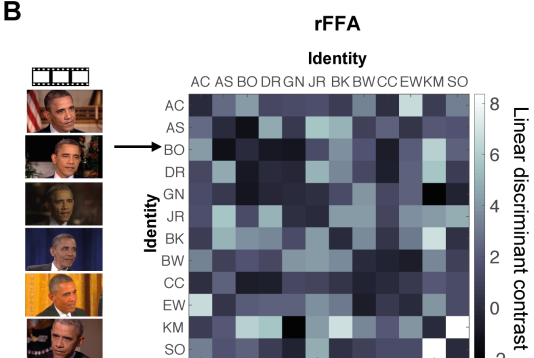 B
rFFA
Identity
AC AS BO DR GN JR BK BW CC EW KM SO
AC
AS
BO
DR
GN
JR
BK
BW
CC
EW
KM
SO
Identity
8
6
4
2
0
Linear discriminant contrast